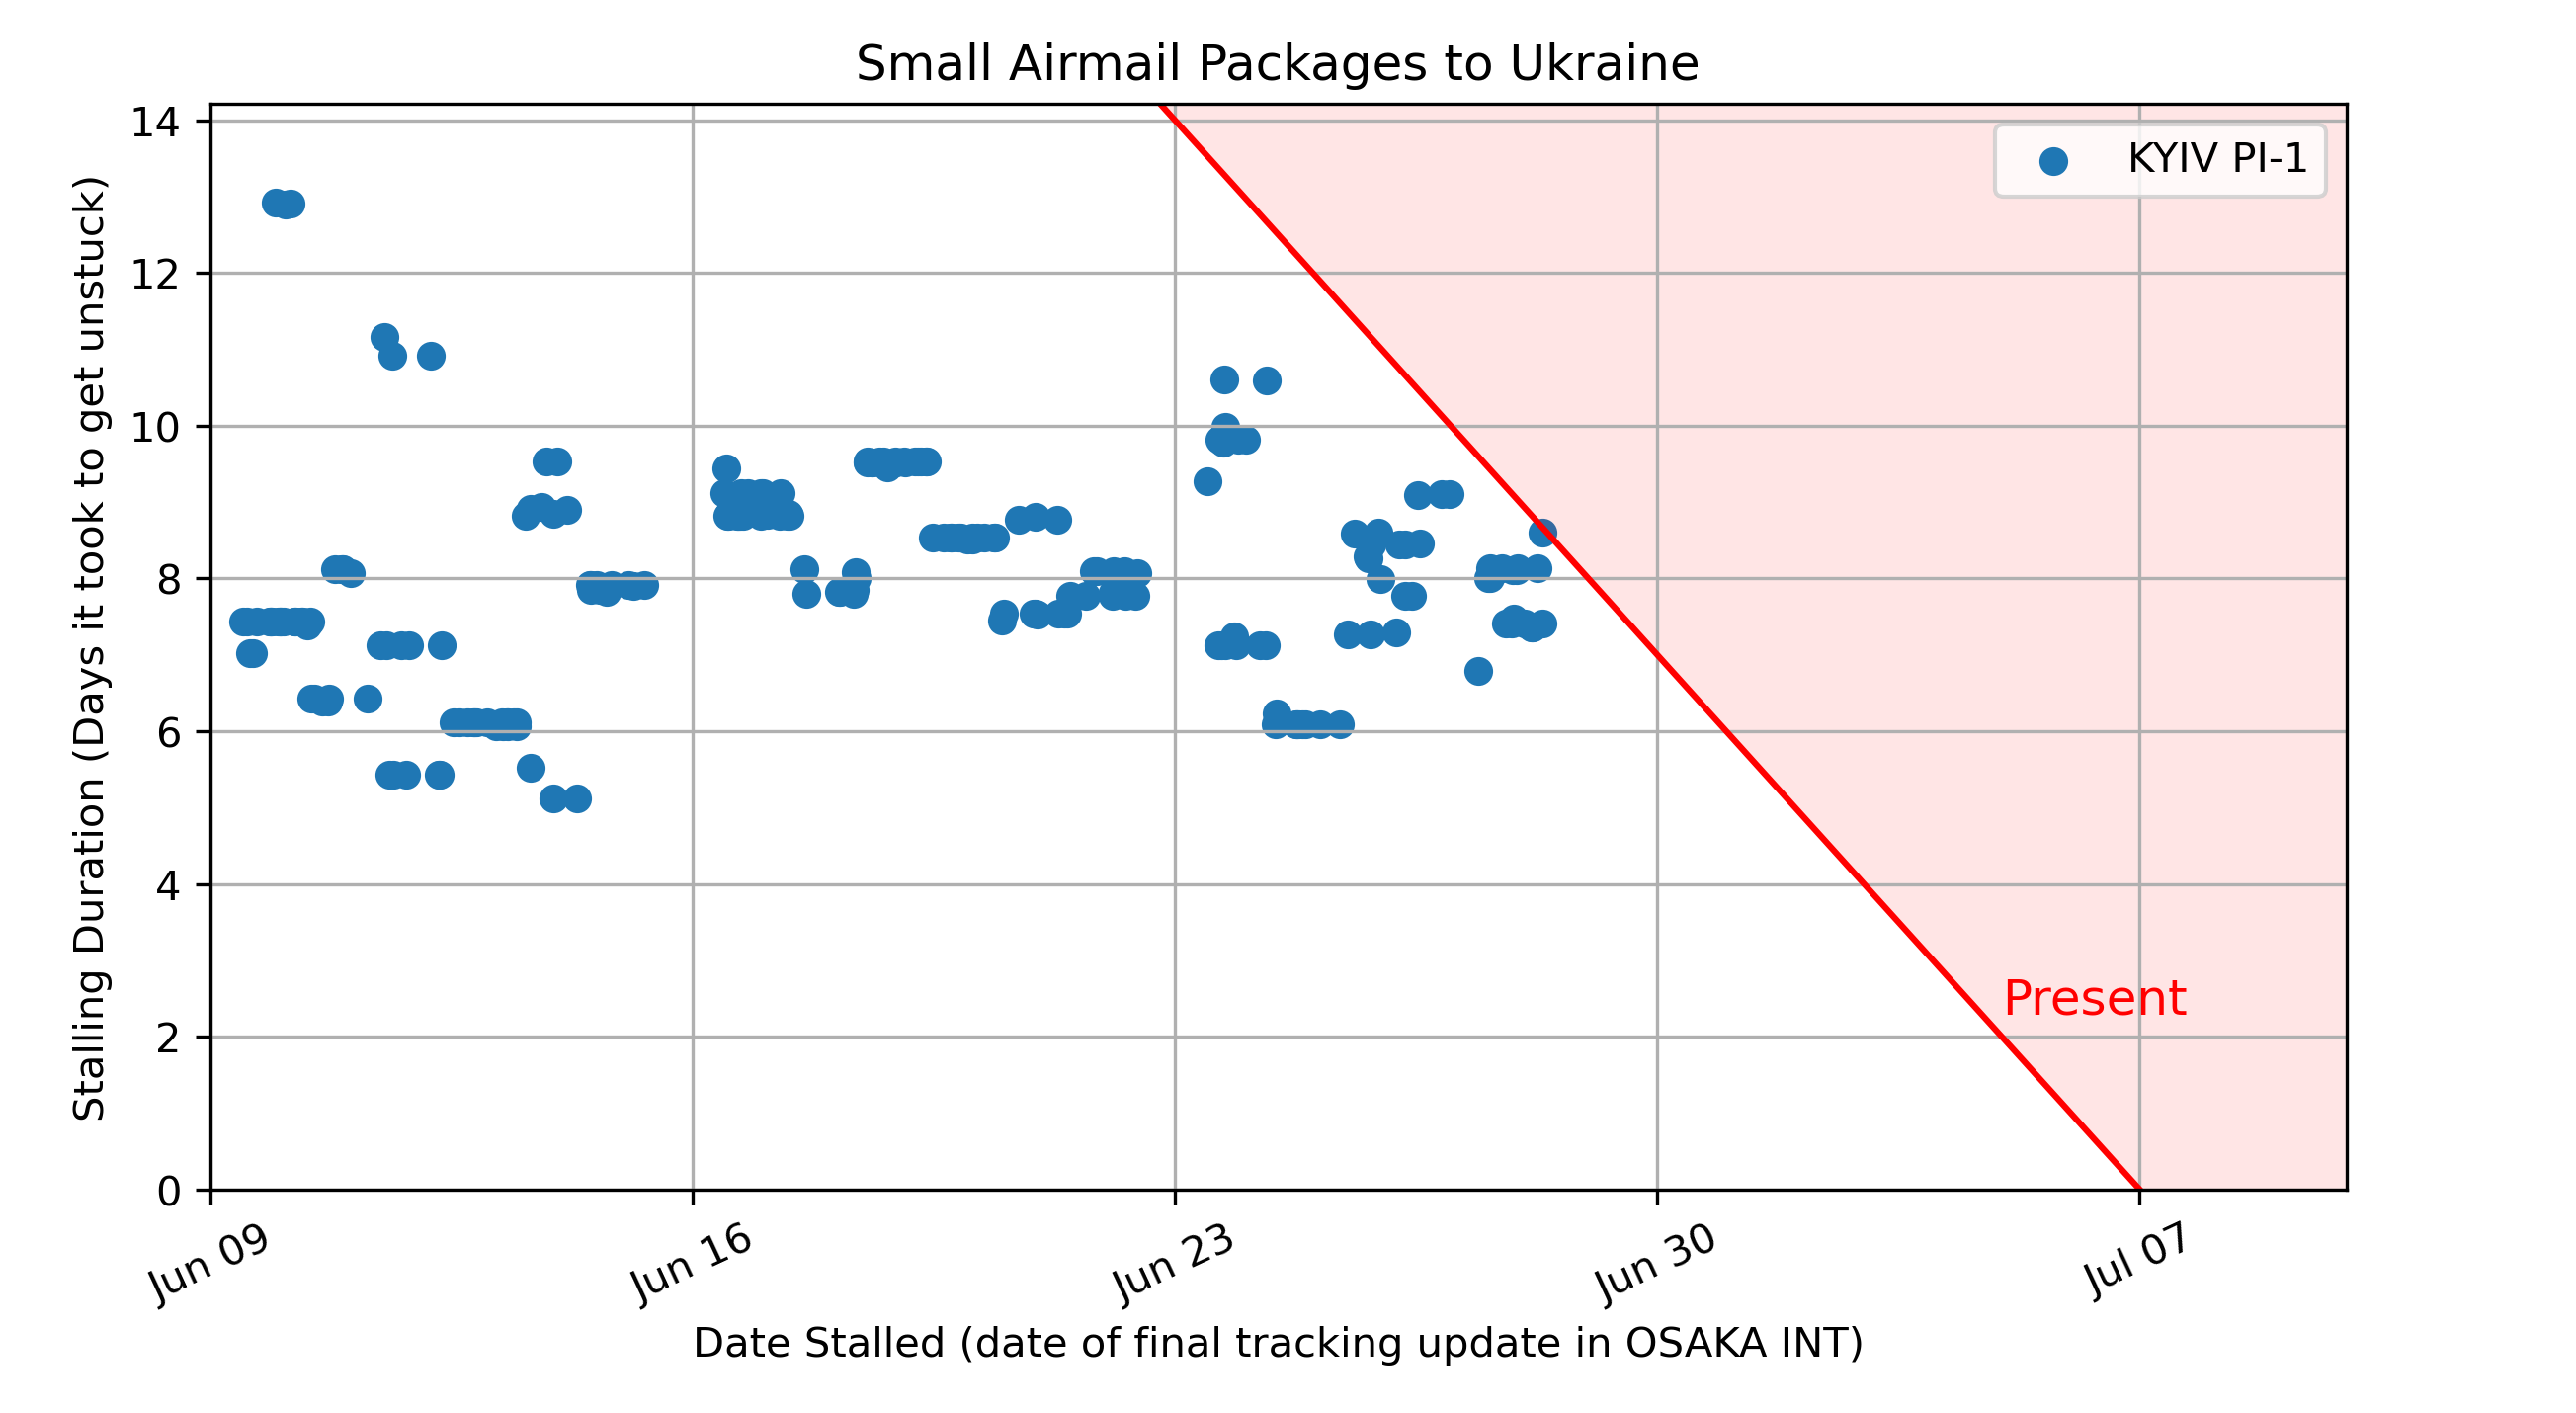 Small Airmail Packages to Ukraine
KYIV PI-1
Stalling Duration (Days it took to get unstuck)
14
12
10
8
6
4
2
0
Present
Jun 09
Jun 16
Jun 23
Jun 30
Jul 07
Date Stalled (date of final tracking update in OSAKA INT)